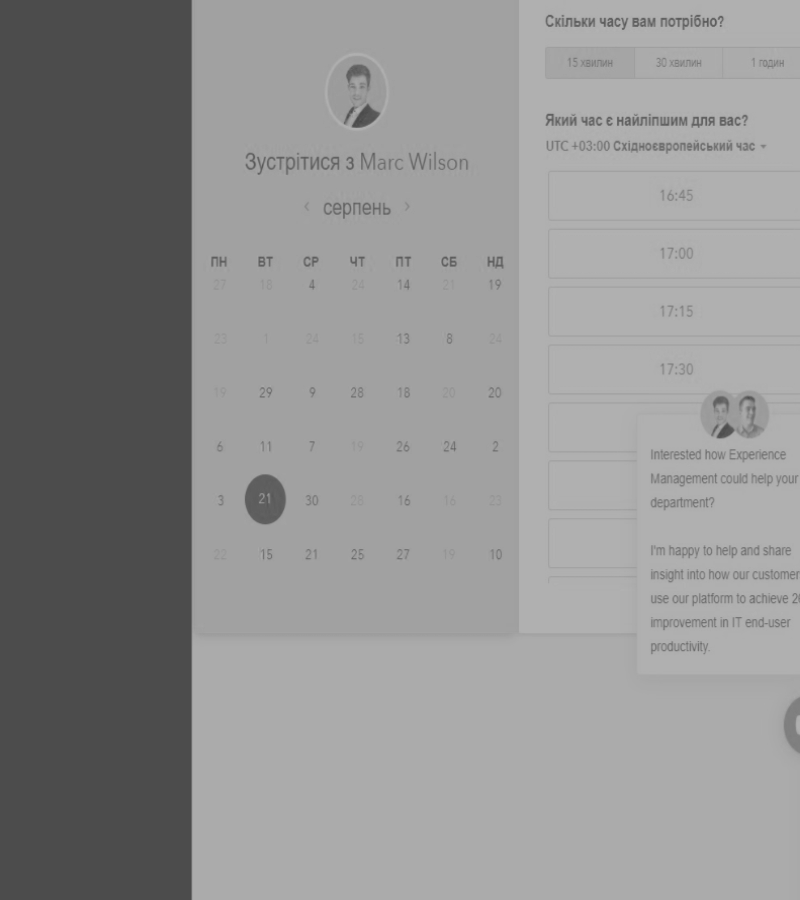 Зустрітися з Marc Wilson
‹ серпень ›
ПН ВТ СР ЧТ ПТ СБ НД
27 18 4 24 14 21 19
23 1 24 15 13 8 24
19 29 9 28 18 20 20
6 11 7 19 26 24 2
3 21 30 28 16 16 23
22 15 21 25 27 19 10
Скільки часу вам потрібно?
15 хвилин 30 хвилин 1 годин
Який час є найліпшим для вас?
UTC +03:00 Східноєвропейський час
16:45
17:00
17:15
17:30
Interested how Experience
Management could help your
department?
I'm happy to help and share
insight into how our customer
use our platform to achieve 20
improvement in IT end-user
productivity.